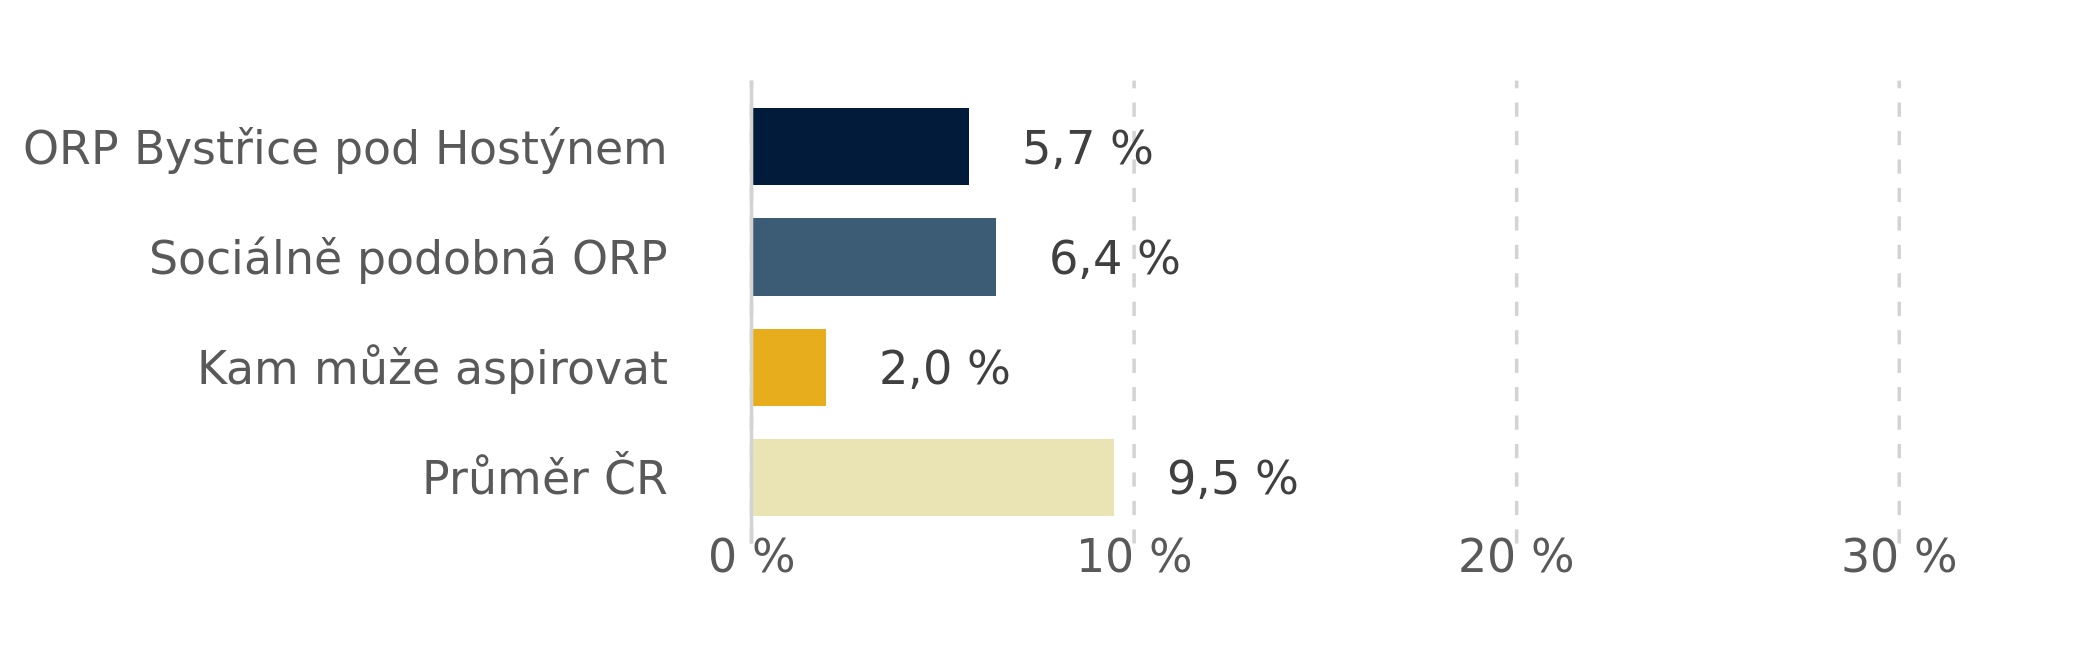 ORP Bystřice pod Hostýnem 5,7 %
Sociálně podobná ORP 6,4 %
Kam může aspirovat 2,0 %
Průměr ČR 9,5 %
0 % 10 % 20 % 30 %